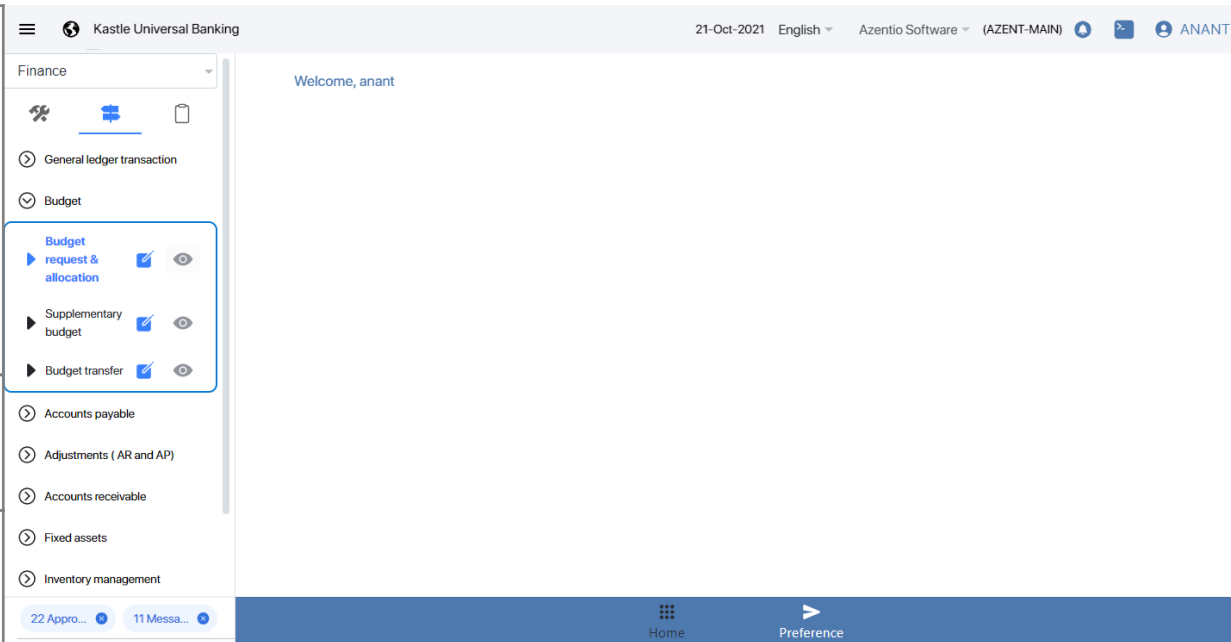 Kastle Universal Banking
21-Oct-2021 English Azentio Software (AZENT-MAIN) ANANT
Finance
Welcome, anant
General ledger transaction
Budget
Budget
request &
allocation
Supplementary
budget
Budget transfer
Accounts payable
Adjustments ( AR and AP)
Accounts receivable
Fixed assets
Inventory management
22 Appro... 11 Messa...
Home
Preference